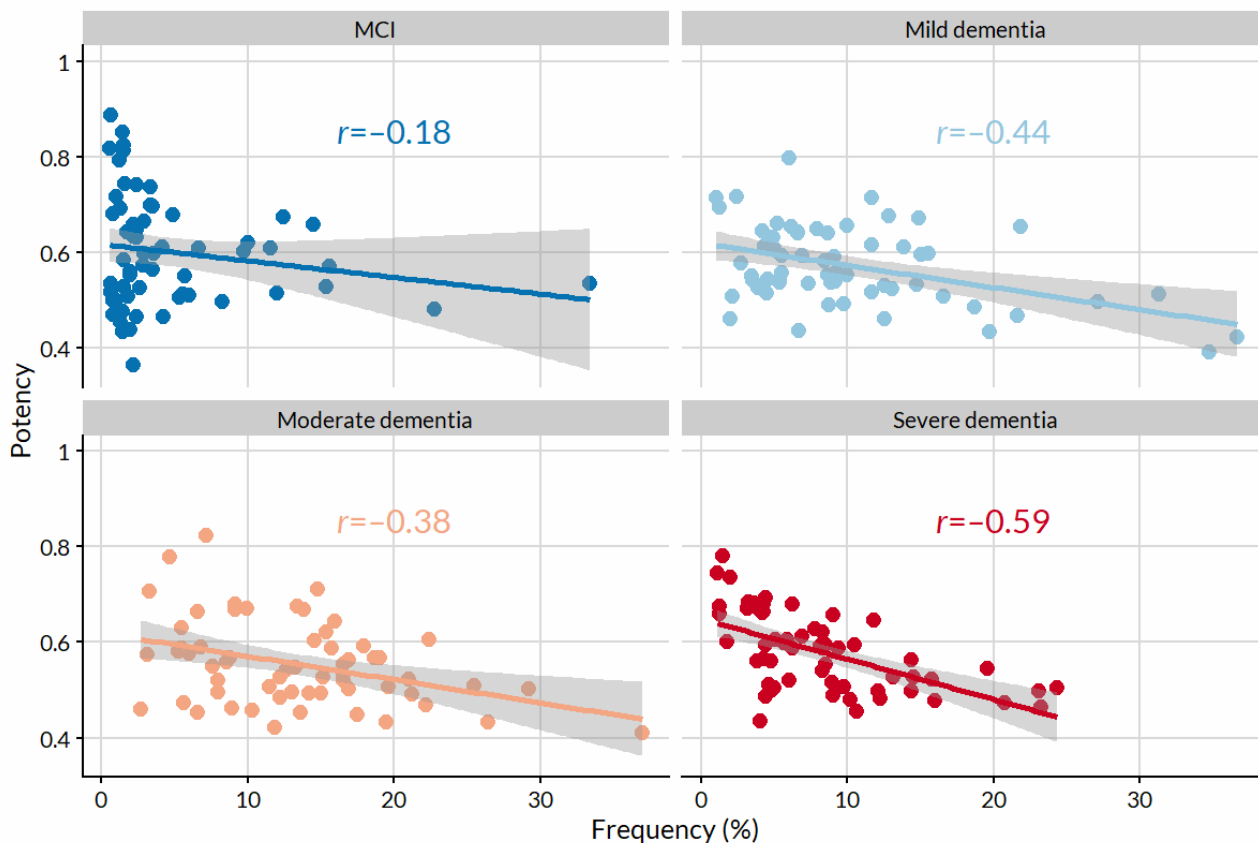 MCI
Mild dementia
1
0.8
0.6
0.4
r=–0.18
r=–0.44
Moderate dementia
Severe dementia
1
0.8
0.6
0.4
r=–0.38
r=–0.59
0 10 20 30
0 10 20 30
Potency
Frequency (%)